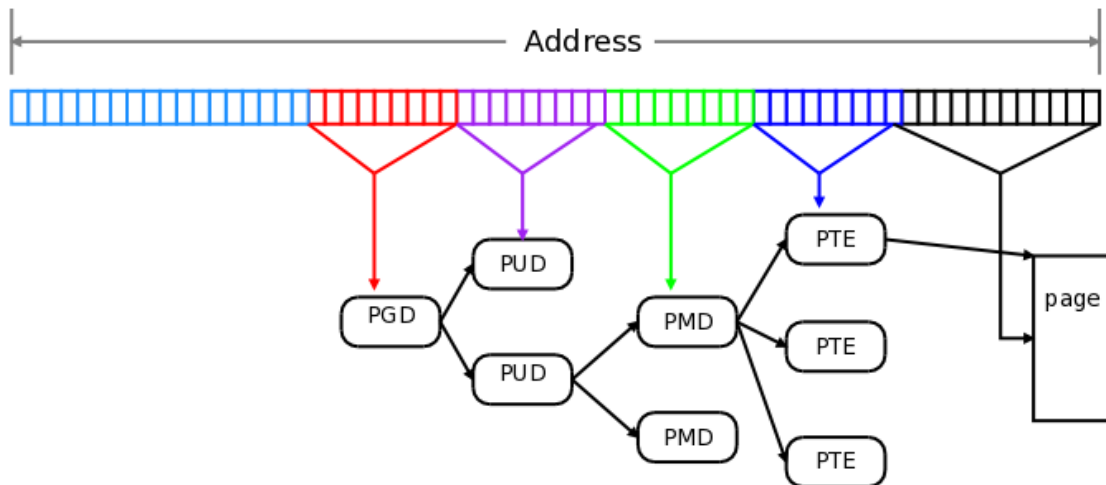 Address
PTE
PUD
page
PGD
PMD
PTE
PUD
PMD
PTE